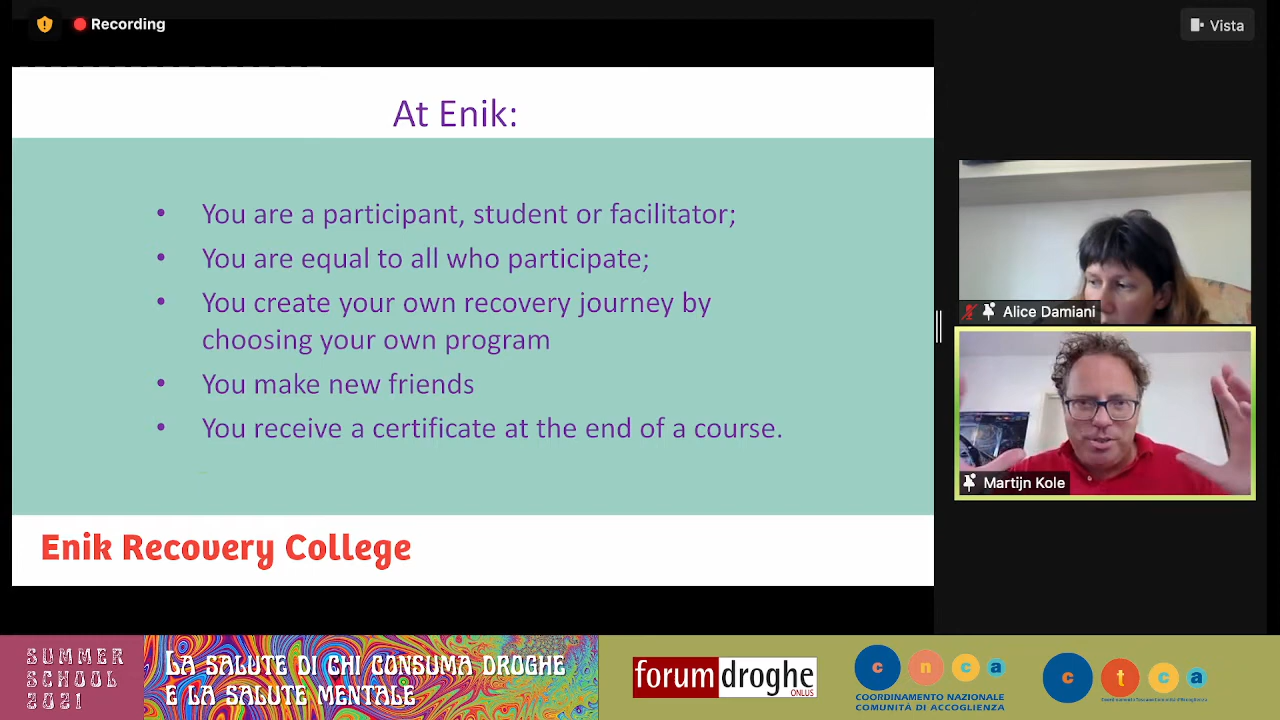 Recording
Vista
At Enik:
• You are a participant, student or facilitator;
• You are equal to all who participate;
• You create your own recovery journey by
choosing your own program
• You make new friends
• You receive a certificate at the end of a course.
Enik Recovery College
Alice Damiani
Martijn Kole
SUMMER
SCHOOL
2021
LA SALUTE DI CHI CONSUMA DROGHE
E LA SALUTE MENTALE
forumdroghe
ONLUS
c n c a
COORDINAMENTO NAZIONALE
COMUNITÀ DI ACCOGLIENZA
c t c a